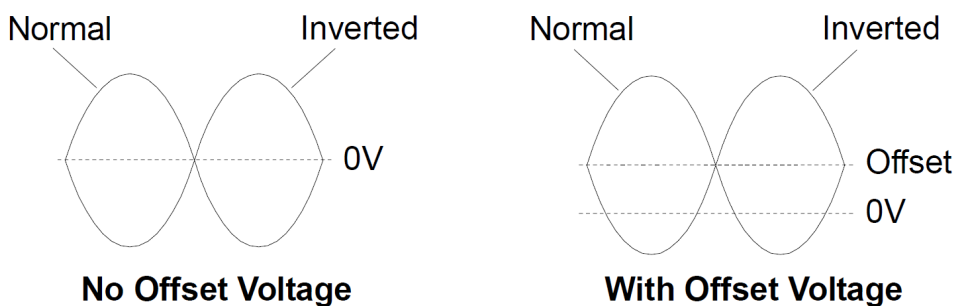 Normal
Inverted
0V
No Offset Voltage
Normal
Inverted
Offset
0V
With Offset Voltage